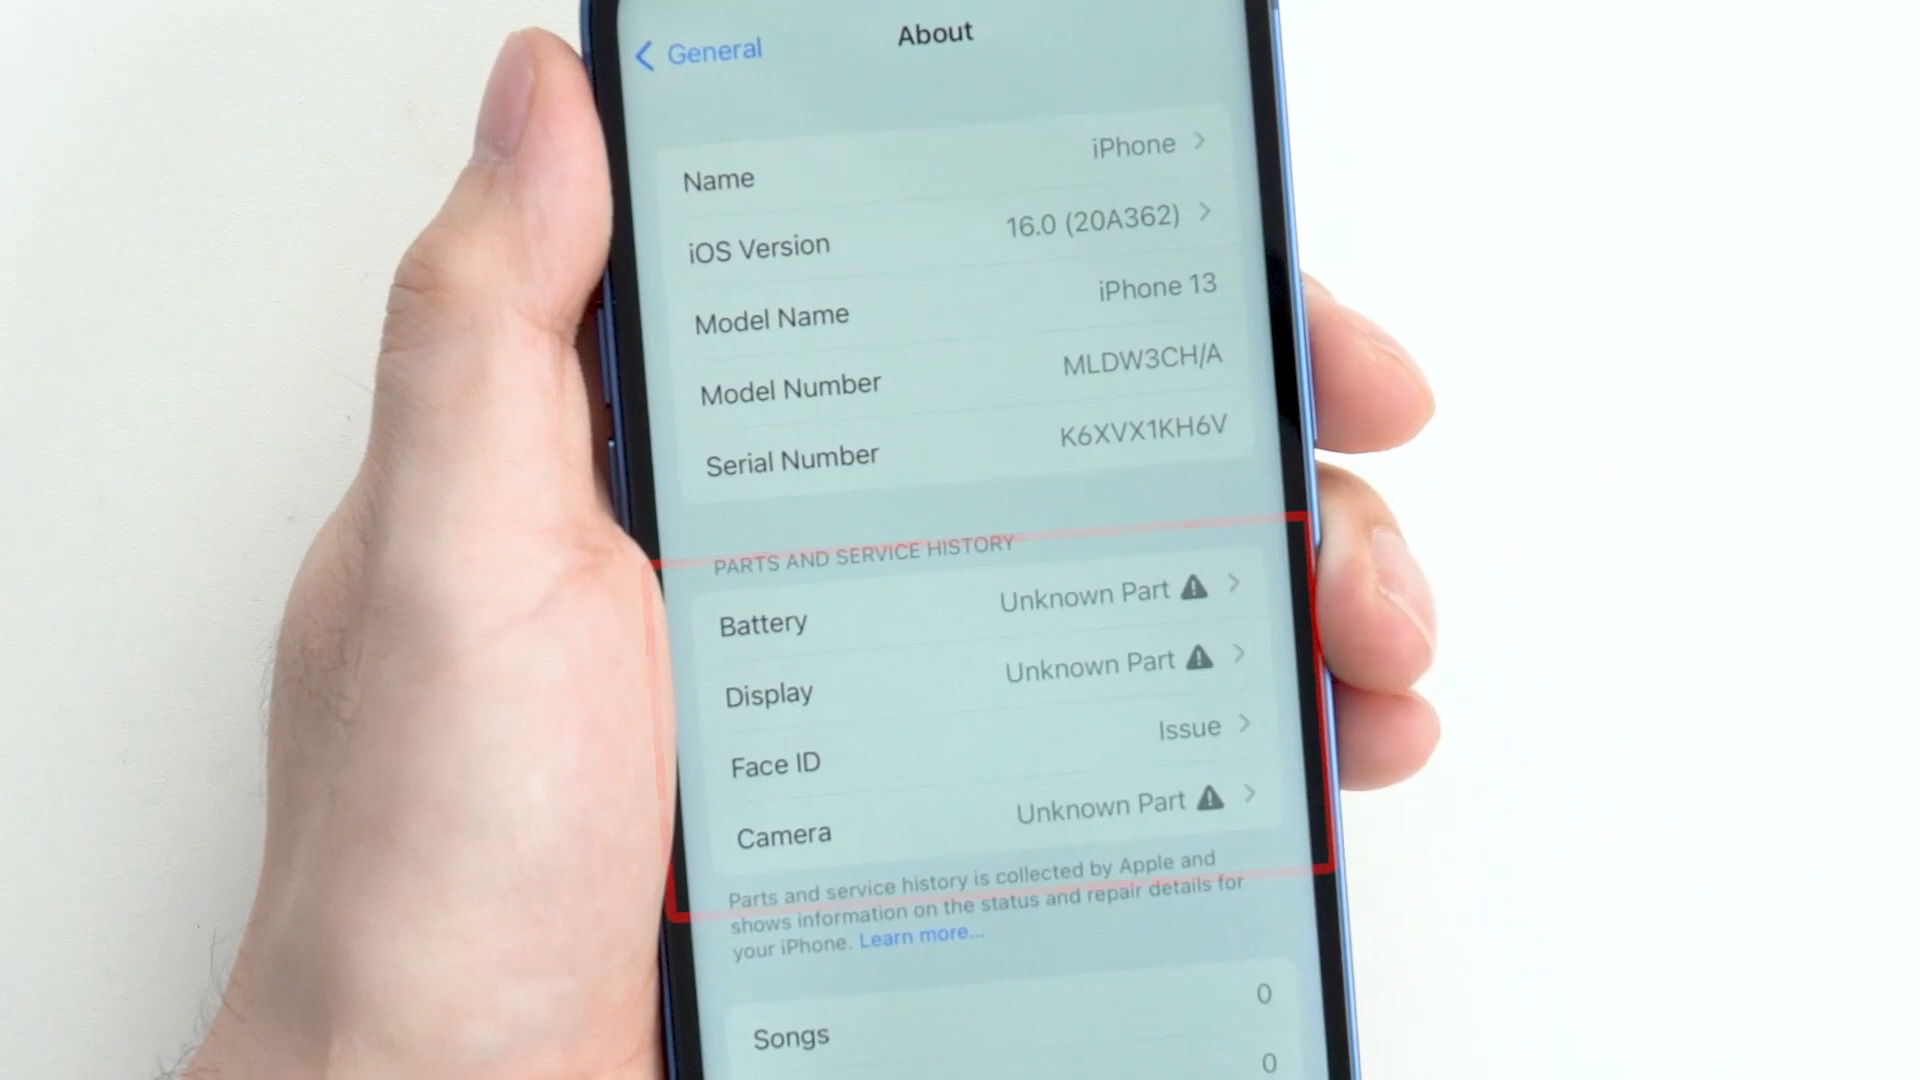 General
About
Name
iPhone
iOS Version
16.0 (20A362)
Model Name
iPhone 13
Model Number
MLDW3CH/A
Serial Number
K6XVX1KH6V
PARTS AND SERVICE HISTORY
Battery
Unknown Part
Display
Unknown Part
Face ID
Issue
Camera
Unknown Part
Parts and service history is collected by Apple and
shows information on the status and repair details for
your iPhone. Learn more...
Songs
0
0